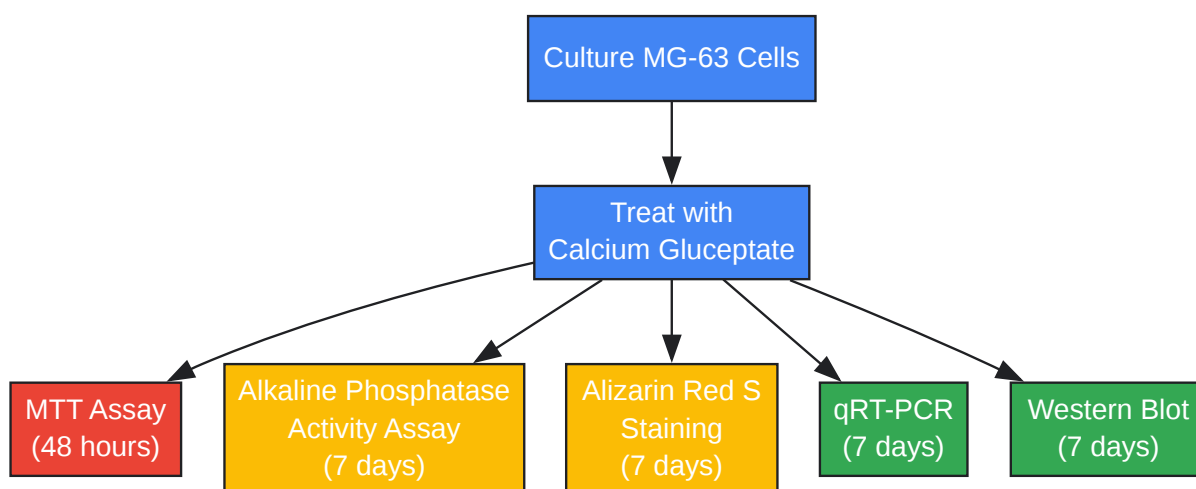 Culture MG-63 Cells
Treat with
Calcium Gluceptate
MTT Assay
(48 hours)
Alkaline Phosphatase
Activity Assay
(7 days)
Alizarin Red S
Staining
(7 days)
qRT-PCR
(7 days)
Western Blot
(7 days)